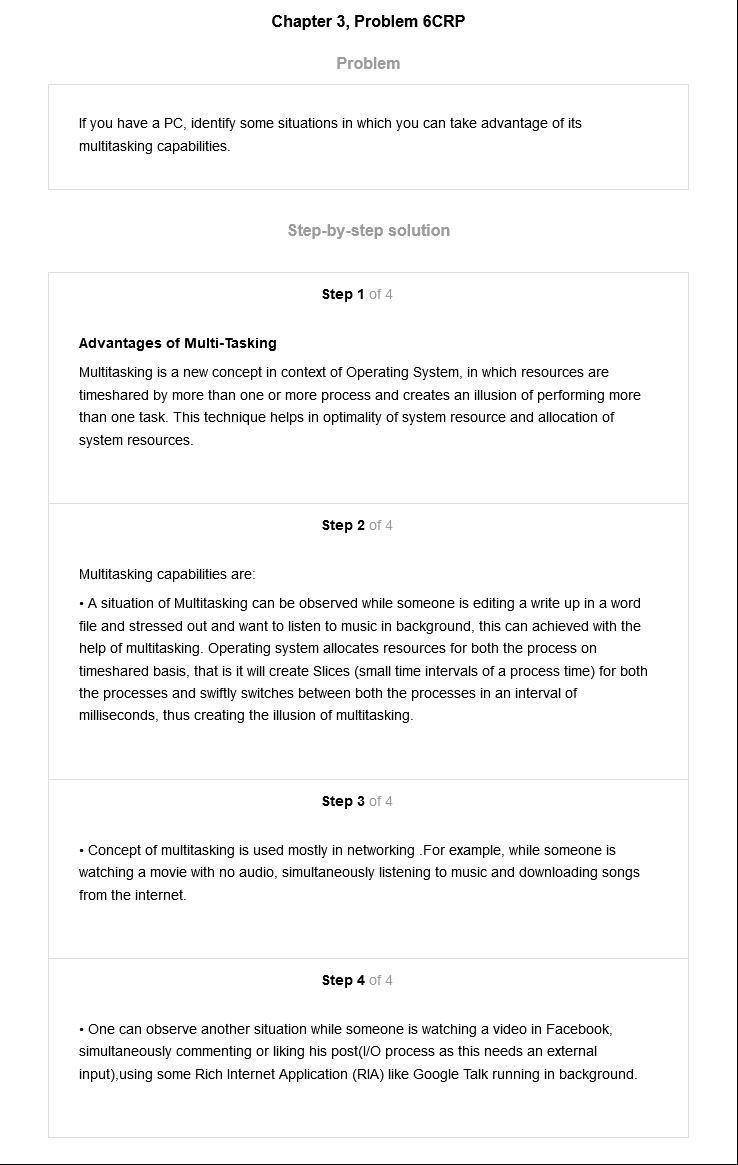 Chapter 3, Problem 6CRP
Problem
If you have a PC, identify some situations in which you can take advantage of its
multitasking capabilities.
Step-by-step solution
Step 1 of 4
Advantages of Multi-Tasking
Multitasking is a new concept in context of Operating System, in which resources are
timeshared by more than one or more process and creates an illusion of performing more
than one task. This technique helps in optimality of system resource and allocation of
system resources.
Step 2 of 4
Multitasking capabilities are:
• A situation of Multitasking can be observed while someone is editing a write up in a word
file and stressed out and want to listen to music in background, this can achieved with the
help of multitasking. Operating system allocates resources for both the process on
timeshared basis, that is it will create Slices (small time intervals of a process time) for both
the processes and swiftly switches between both the processes in an interval of
milliseconds, thus creating the illusion of multitasking.
Step 3 of 4
• Concept of multitasking is used mostly in networking .For example, while someone is
watching a movie with no audio, simultaneously listening to music and downloading songs
from the internet.
Step 4 of 4
• One can observe another situation while someone is watching a video in Facebook,
simultaneously commenting or liking his post(I/O process as this needs an external
input),using some Rich Internet Application (RIA) like Google Talk running in background.